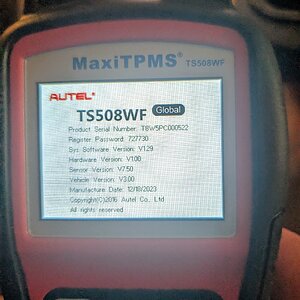 MaxiTPMS® TS508WF
AUTEL®
TS508WF Global
Product Serial Number: TBW5PC000522
Register Password: 727730
Sys. Software Version: V1.29
Hardware Version: V1.00
Sensor Version: V7.50
Vehicle Version: V3.00
Manufacture Date: 12/18/2023
Copyright(C)2016 Autel Co., Ltd
All rights reserved